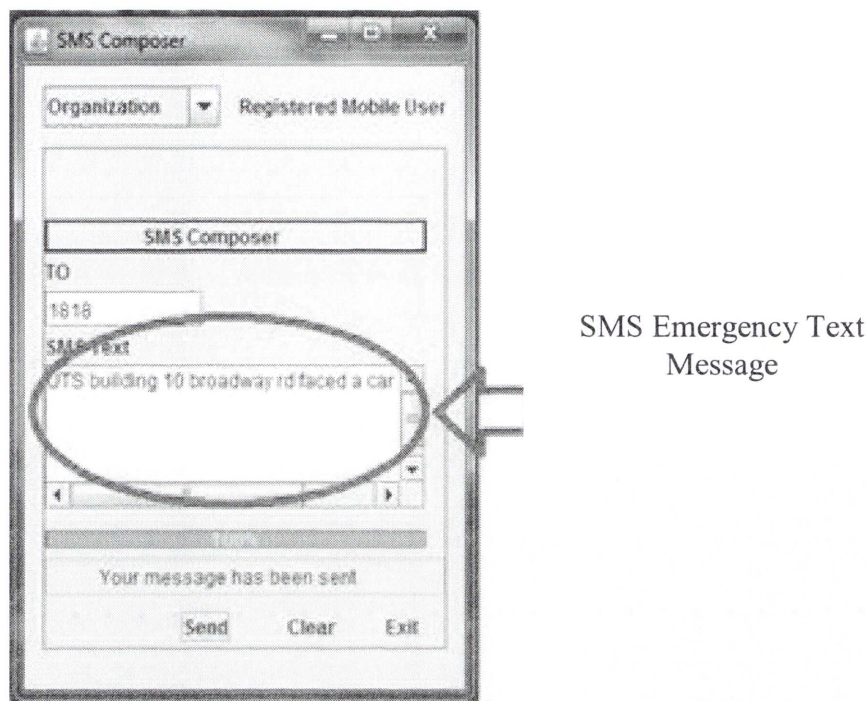 SMS Composer
Organization Registered Mobile User
SMS Composer
TO
1818
SMS Text
UTS building 10 broadway rd faced a car
100%
Your message has been sent
Send Clear Exit
SMS Emergency Text
Message